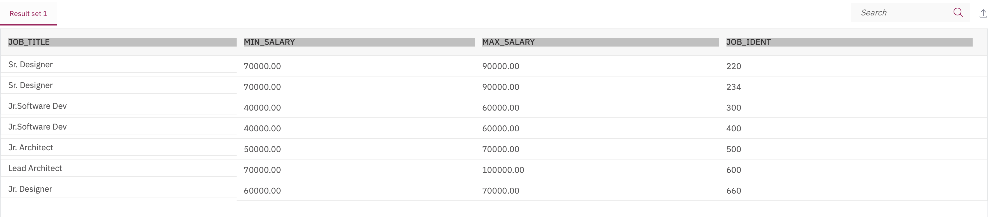 Result set 1
Search
JOB_TITLE MIN_SALARY MAX_SALARY JOB_IDENT
Sr. Designer 70000.00 90000.00 220
Sr. Designer 70000.00 90000.00 234
Jr.Software Dev 40000.00 60000.00 300
Jr.Software Dev 40000.00 60000.00 400
Jr. Architect 50000.00 70000.00 500
Lead Architect 70000.00 100000.00 600
Jr. Designer 60000.00 70000.00 660